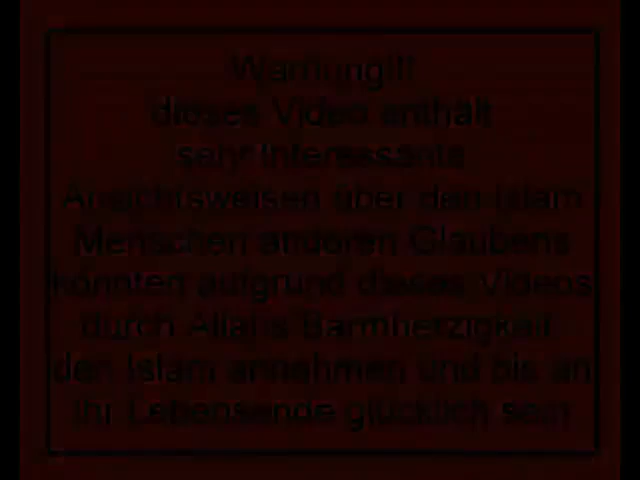 Warnung!!!
dieses Video enthält
sehr Interessante
Ansichtsweisen über den Islam
Menschen anderen Glaubens
könnten aufgrund dieses Videos
durch Allahs Barmherzigkeit
den Islam annehmen und bis an
ihr Lebensende glücklich sein